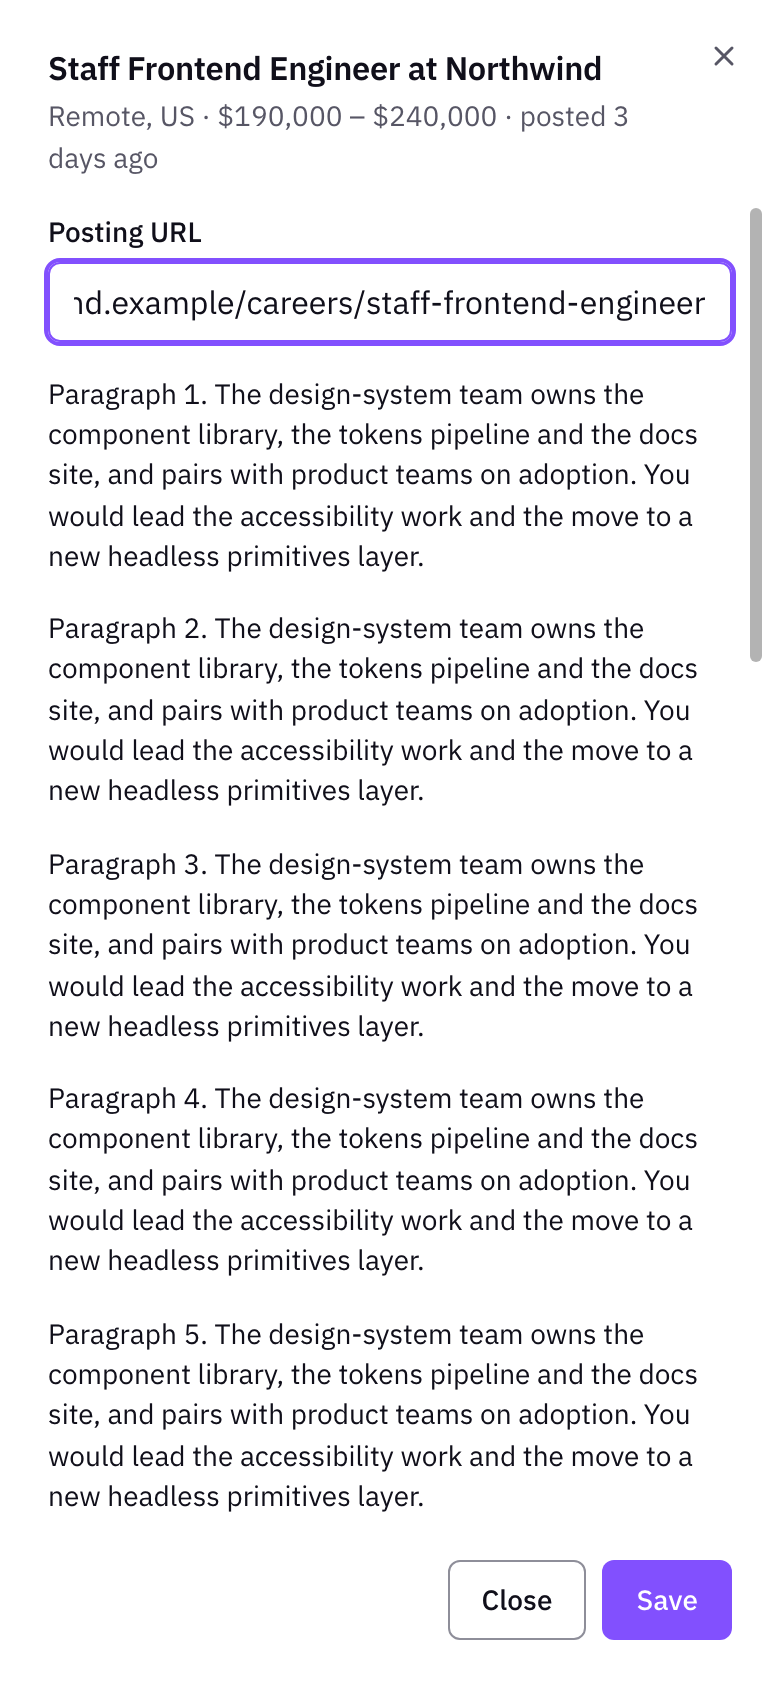 Staff Frontend Engineer at Northwind
Remote, US · $190,000 – $240,000 · posted 3
days ago
Posting URL
d.example/careers/staff-frontend-engineer
Paragraph 1. The design-system team owns the
component library, the tokens pipeline and the docs
site, and pairs with product teams on adoption. You
would lead the accessibility work and the move to a
new headless primitives layer.
Paragraph 2. The design-system team owns the
component library, the tokens pipeline and the docs
site, and pairs with product teams on adoption. You
would lead the accessibility work and the move to a
new headless primitives layer.
Paragraph 3. The design-system team owns the
component library, the tokens pipeline and the docs
site, and pairs with product teams on adoption. You
would lead the accessibility work and the move to a
new headless primitives layer.
Paragraph 4. The design-system team owns the
component library, the tokens pipeline and the docs
site, and pairs with product teams on adoption. You
would lead the accessibility work and the move to a
new headless primitives layer.
Paragraph 5. The design-system team owns the
component library, the tokens pipeline and the docs
site, and pairs with product teams on adoption. You
would lead the accessibility work and the move to a
new headless primitives layer.
Close
Save